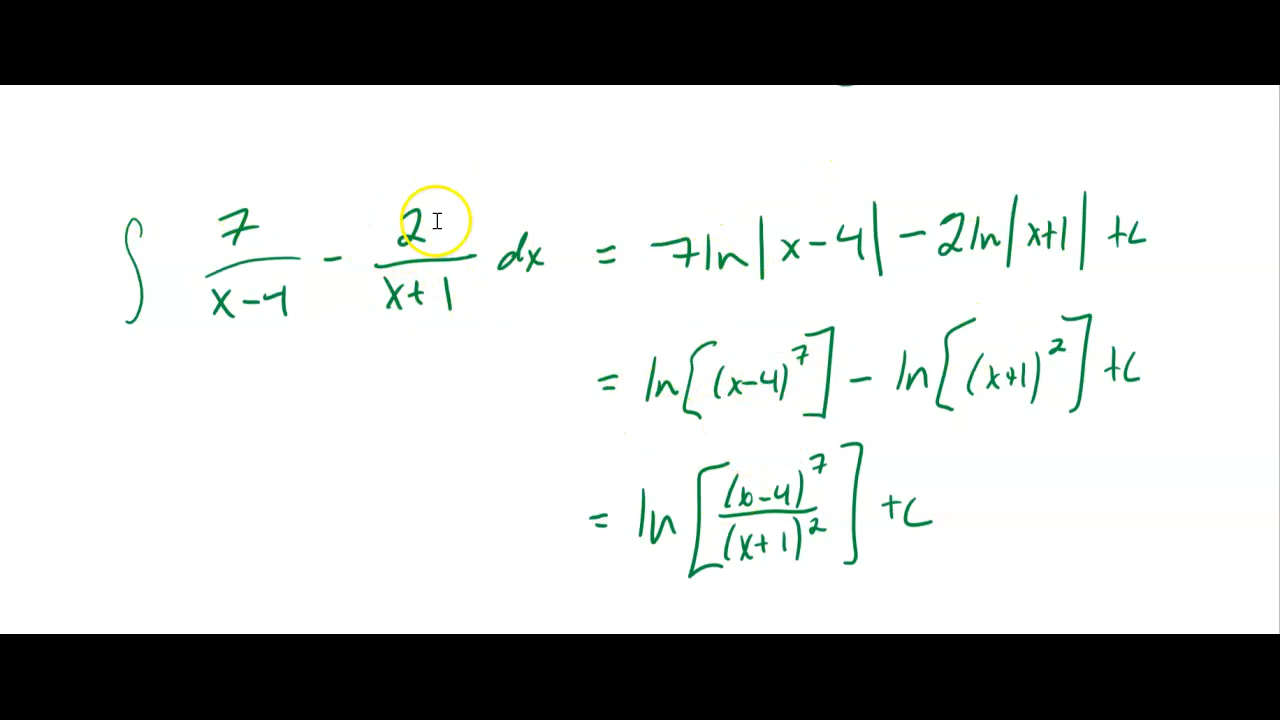 ∫ 7/(x-4) - 2/(x+1) dx = 7ln|x-4| - 2ln|x+1| +c
= ln[(x-4)^7] - ln[(x+1)^2] +c
= ln[(b-4)^7/(x+1)^2] +c